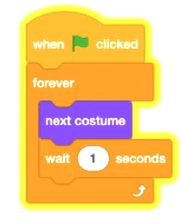 when clicked
forever
next costume
wait 1 seconds